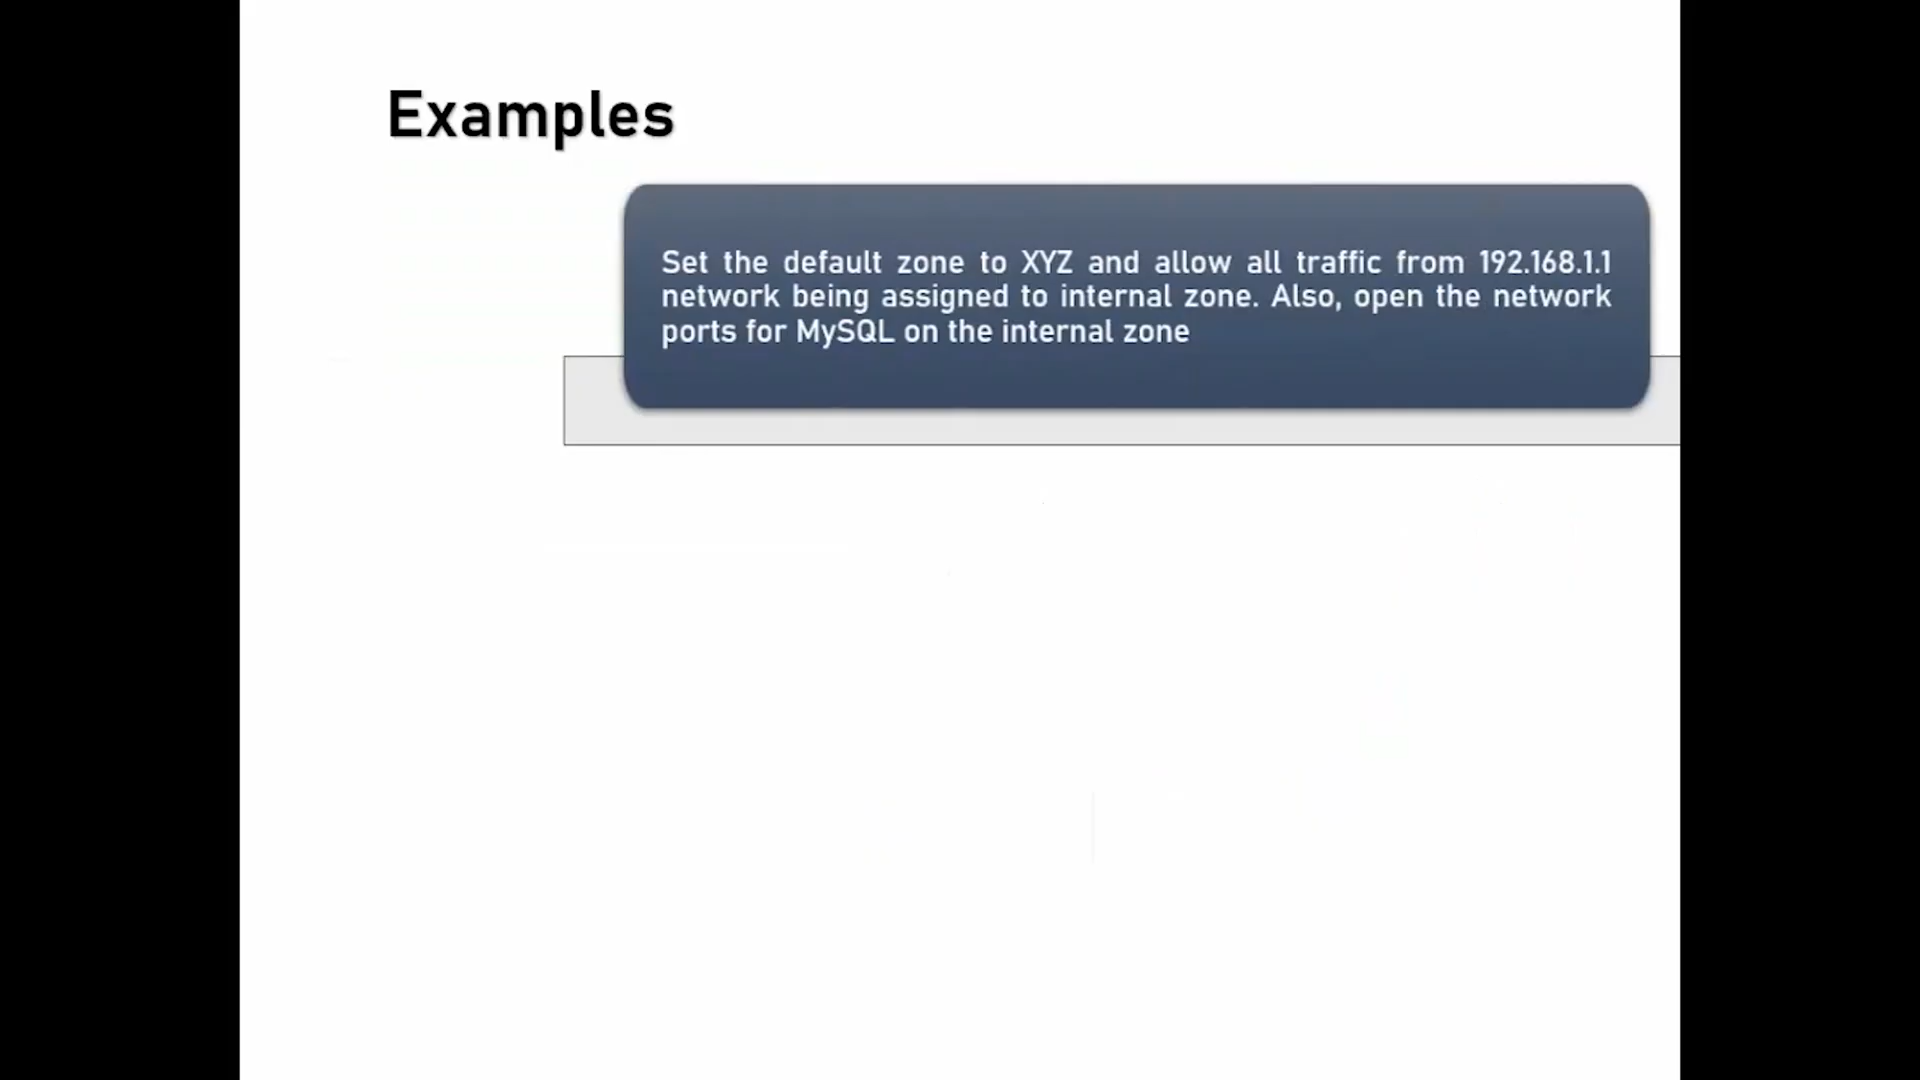 Examples
Set the default zone to XYZ and allow all traffic from 192.168.1.1
network being assigned to internal zone. Also, open the network
ports for MySQL on the internal zone